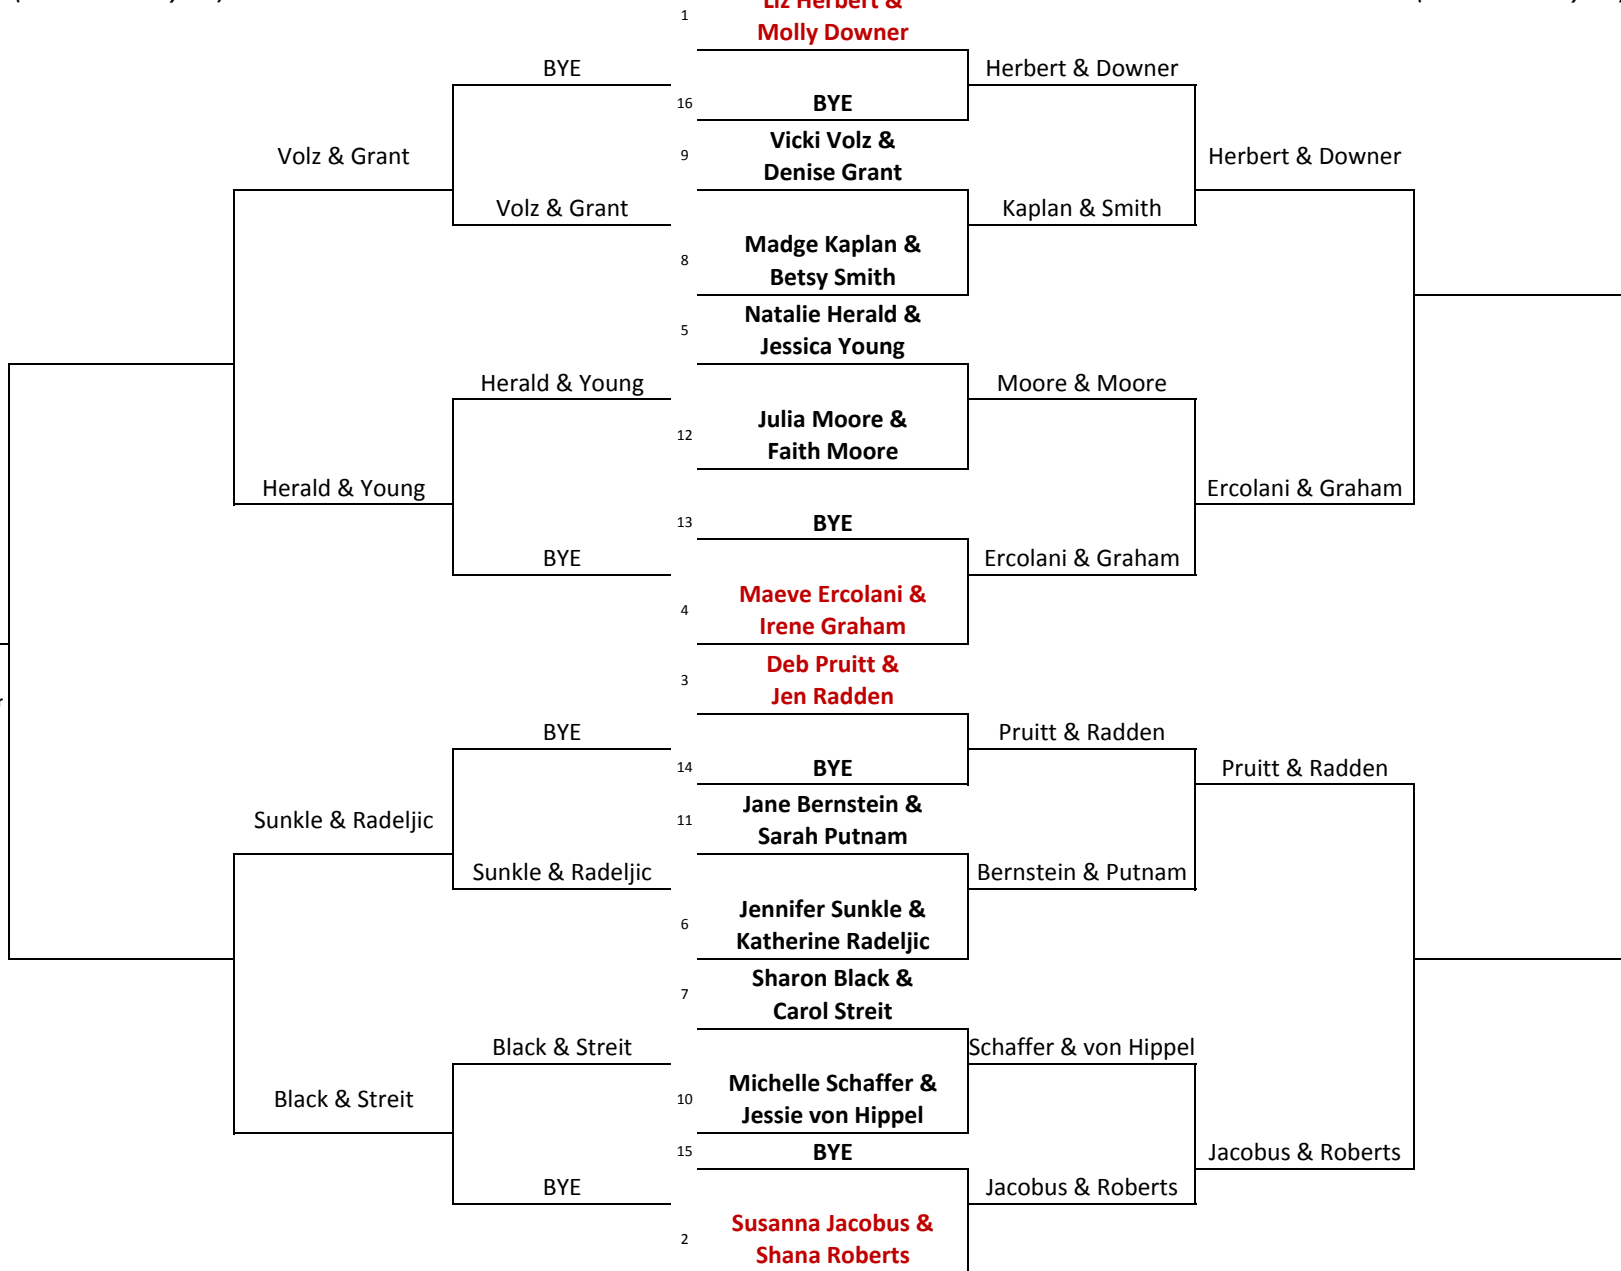 Liz Herbert &
1
Molly Downer
BYE
Herbert & Downer
16
BYE
Volz & Grant
9
Vicki Volz &
Denise Grant
Herbert & Downer
Volz & Grant
Kaplan & Smith
8
Madge Kaplan &
Betsy Smith
5
Natalie Herald &
Jessica Young
Herald & Young
Moore & Moore
12
Julia Moore &
Faith Moore
Herald & Young
Ercolani & Graham
13
BYE
BYE
Ercolani & Graham
4
Maeve Ercolani &
Irene Graham
3
Deb Pruitt &
Jen Radden
BYE
Pruitt & Radden
14
BYE
Pruitt & Radden
Sunkle & Radeljic
11
Jane Bernstein &
Sarah Putnam
Sunkle & Radeljic
Bernstein & Putnam
6
Jennifer Sunkle &
Katherine Radeljic
7
Sharon Black &
Carol Streit
Black & Streit
Schaffer & von Hippel
Black & Streit
10
Michelle Schaffer &
Jessie von Hippel
15
BYE
Jacobus & Roberts
BYE
Jacobus & Roberts
2
Susanna Jacobus &
Shana Roberts